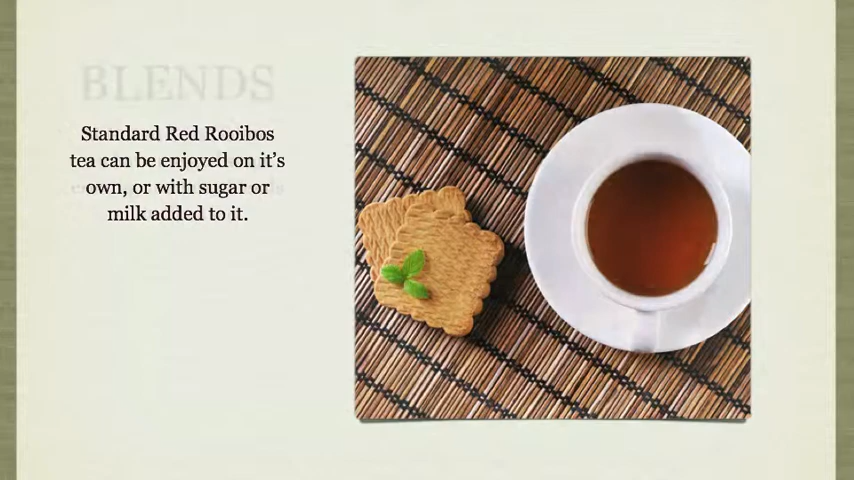 BLENDS
Standard Red Rooibos
tea can be enjoyed on it’s
own, or with sugar or
milk added to it.